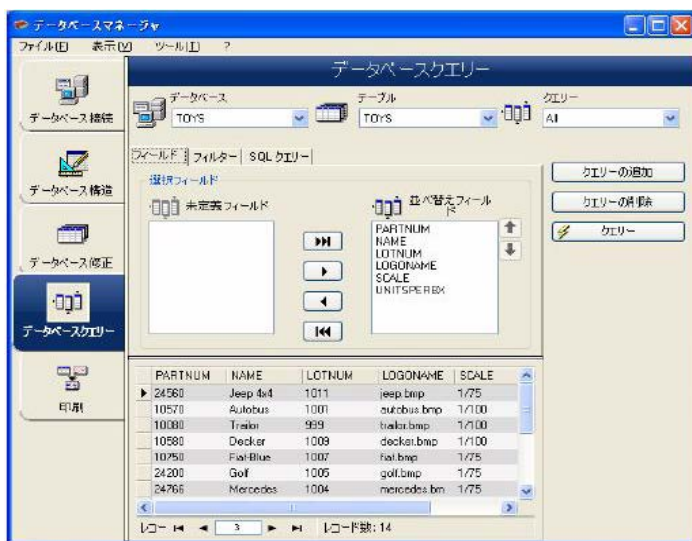 データベースマネージャ
ファイル(F) 表示(V) ツール(T) ?
データベース接続
データベース構造
データベース修正
データベースクエリー
印刷
データベースクエリー
データベース
TOYS
テーブル
TOYS
クエリー
All
フィールド フィルター SQL クエリー
選択フィールド
未定義フィールド
並べ替えフィールド
PARTNUM
NAME
LOTNUM
LOGONAME
SCALE
UNITSPERBX
クエリーの追加
クエリーの削除
クエリー
PARTNUM NAME LOTNUM LOGONAME SCALE
24560 Jeep 4x4 1011 jeep.bmp 1/75
10570 Autobus 1001 autobus.bmp 1/100
10080 Trailor 999 trailor.bmp 1/100
10580 Decker 1009 decker.bmp 1/100
10250 Fiat-Blue 1007 fiat.bmp 1/75
24200 Golf 1005 golf.bmp 1/75
24766 Mercedes 1004 mercedes.bm 1/75
レコー 3 レコード数: 14